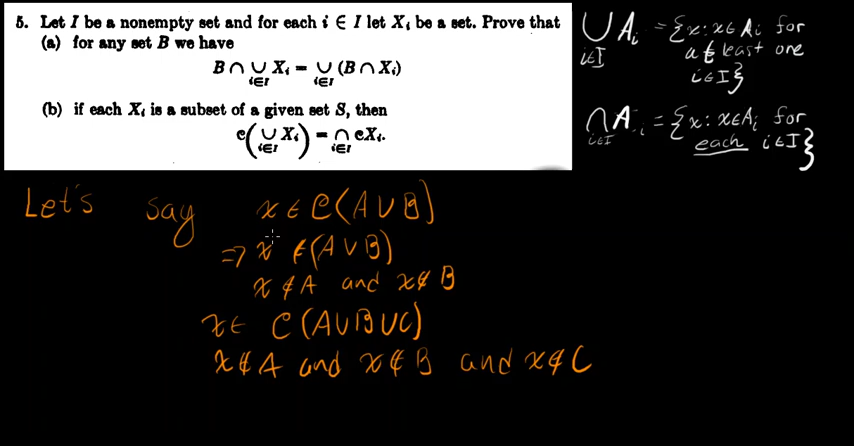 5. Let I be a nonempty set and for each i ∈ I let Xᵢ be a set. Prove that
(a) for any set B we have
B ∩ ∪ Xᵢ = ∪ (B ∩ Xᵢ)
i∈I i∈I
(b) if each Xᵢ is a subset of a given set S, then
C(∪ Xᵢ) = ∩ CXᵢ.
i∈I i∈I
∪ Aᵢ = {x : x ∈ Aᵢ for
i∈I at least one
i ∈ I}
∩ Aᵢ = {x : x ∈ Aᵢ for
i∈I each i ∈ I}
Let's say x ∈ C(A ∪ B)
⇒ x ∉ (A ∪ B)
x ∉ A and x ∉ B
x ∈ C(A ∪ B ∪ C)
x ∉ A and x ∉ B and x ∉ C